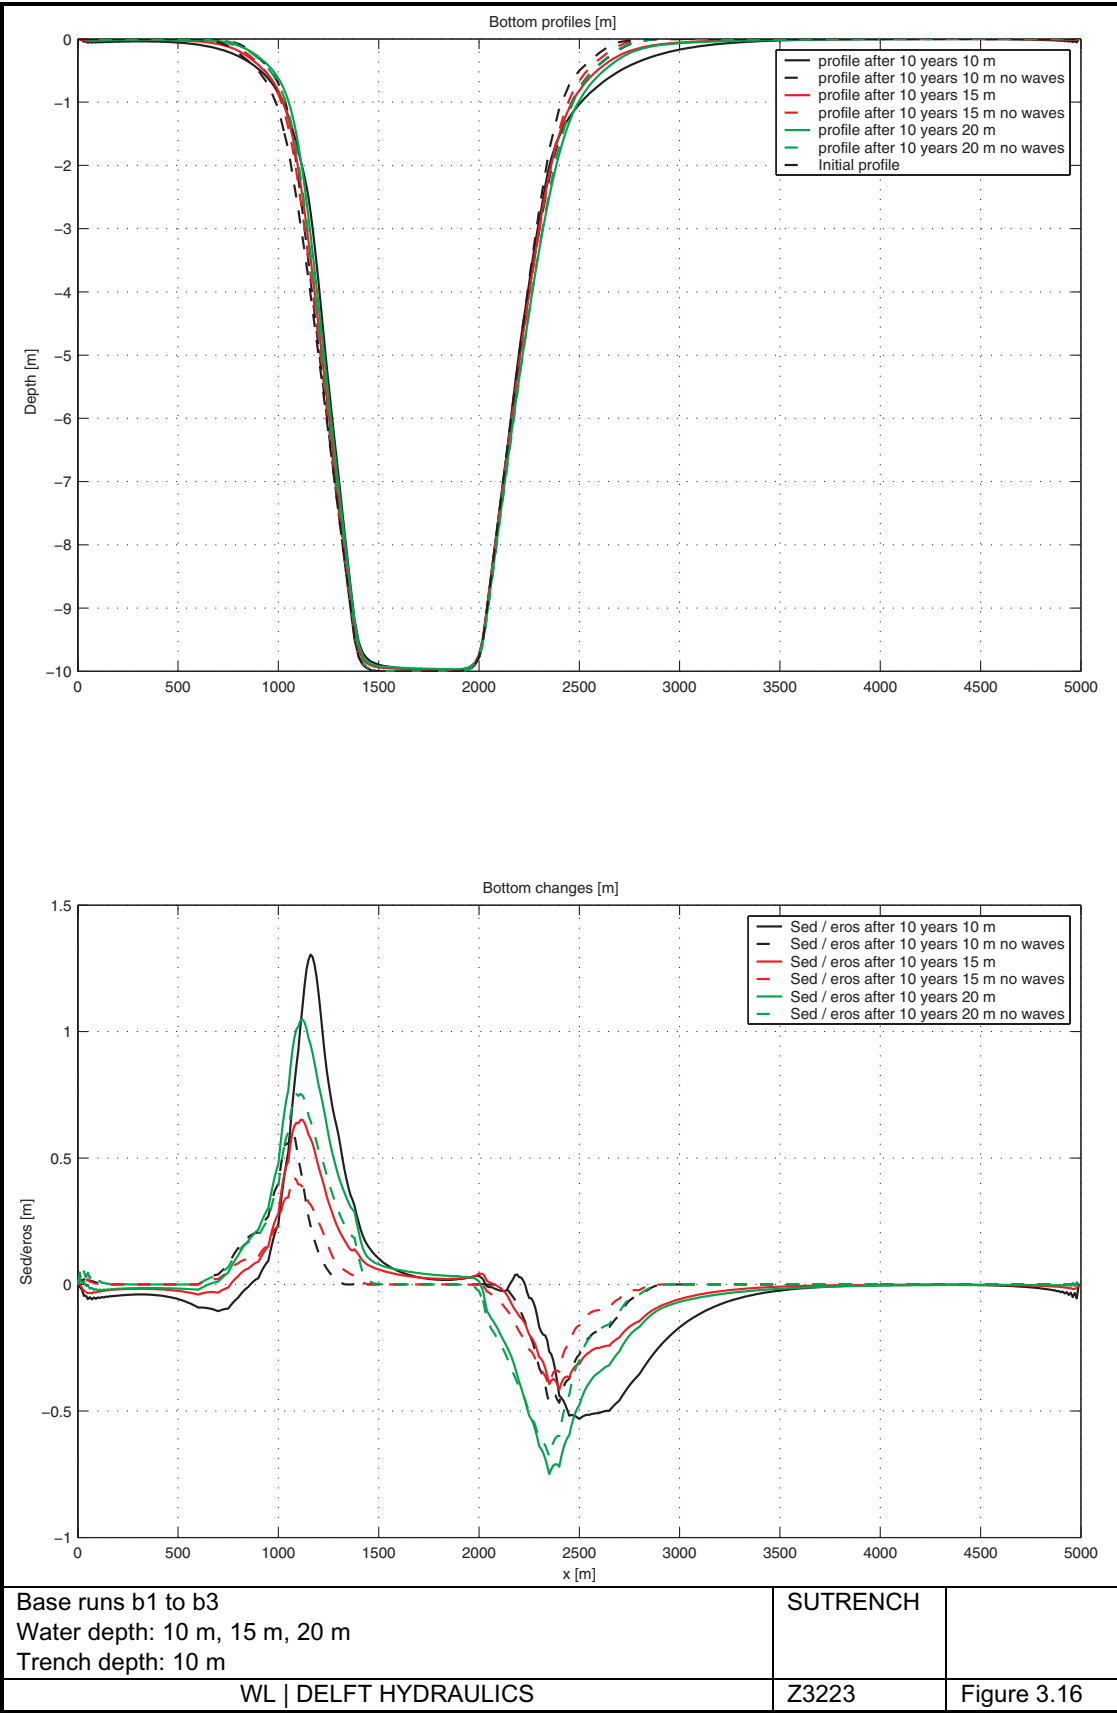 Bottom profiles [m]
profile after 10 years 10 m
profile after 10 years 10 m no waves
profile after 10 years 15 m
profile after 10 years 15 m no waves
profile after 10 years 20 m
profile after 10 years 20 m no waves
Initial profile
0
−1
−2
−3
−4
−5
−6
−7
−8
−9
−10
Depth [m]
0 500 1000 1500 2000 2500 3000 3500 4000 4500 5000
Bottom changes [m]
Sed / eros after 10 years 10 m
Sed / eros after 10 years 10 m no waves
Sed / eros after 10 years 15 m
Sed / eros after 10 years 15 m no waves
Sed / eros after 10 years 20 m
Sed / eros after 10 years 20 m no waves
1.5
1
0.5
0
−0.5
−1
Sed/eros [m]
0 500 1000 1500 2000 2500 3000 3500 4000 4500 5000
x [m]
Base runs b1 to b3
Water depth: 10 m, 15 m, 20 m
Trench depth: 10 m
SUTRENCH
WL | DELFT HYDRAULICS
Z3223
Figure 3.16